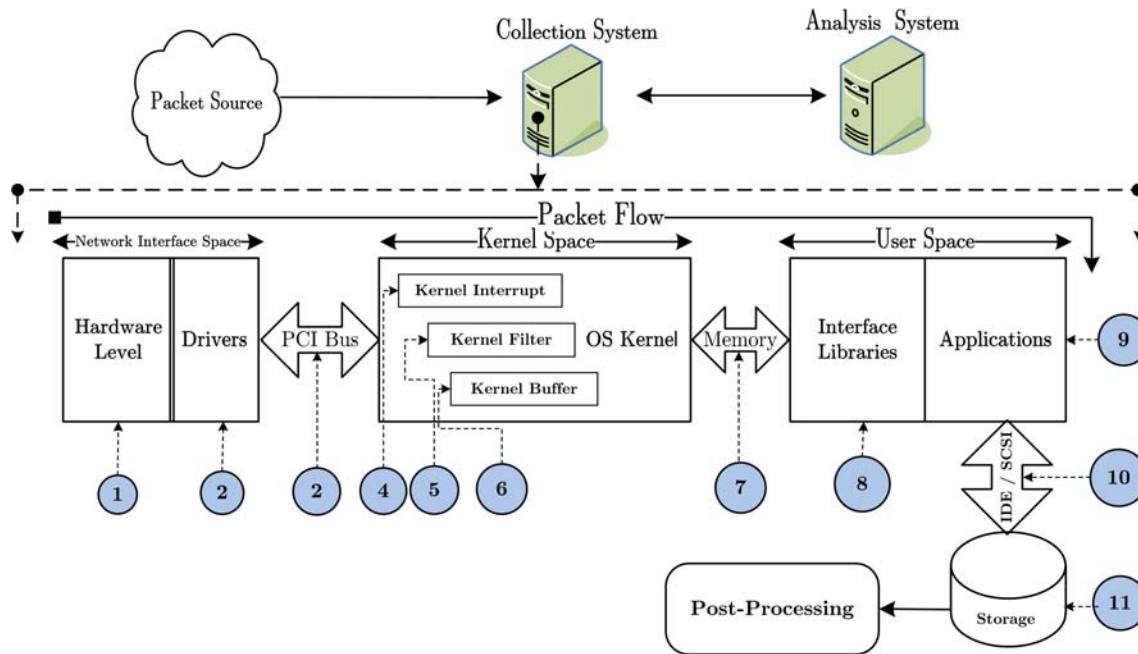 Collection System
Analysis System
Packet Source
Packet Flow
Network Interface Space
Kernel Space
User Space
Hardware
Level
Drivers
PCI Bus
Kernel Interrupt
Kernel Filter
OS Kernel
Kernel Buffer
Memory
Interface
Libraries
Applications
9
1
2
2
4
5
6
7
8
IDE / SCSI
10
Post-Processing
Storage
11